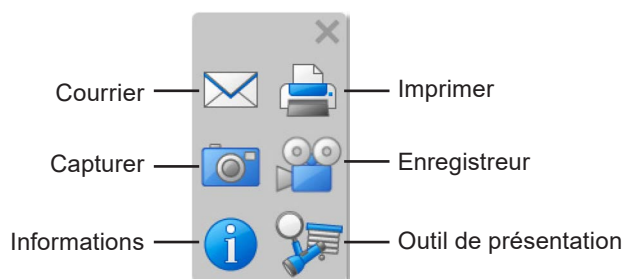 Courrier
Imprimer
Capturer
Enregistreur
Informations
Outil de présentation